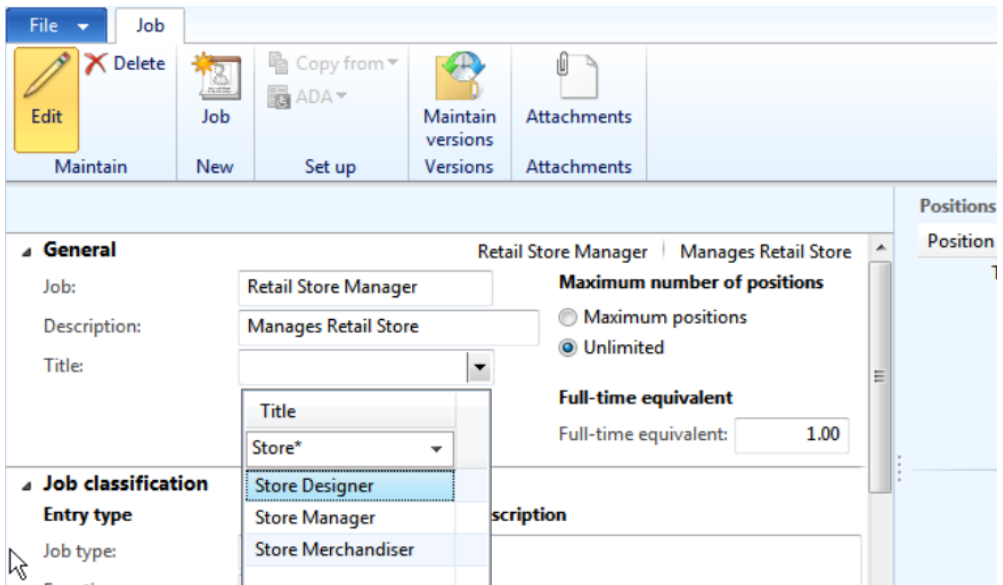 File Job
Edit
Delete
Maintain
Job
New
Copy from
ADA
Set up
Maintain
versions
Versions
Attachments
Attachments
Positions
Position
General
Retail Store Manager
Manages Retail Store
Job:
Retail Store Manager
Description:
Manages Retail Store
Title:
Maximum number of positions
Maximum positions
Unlimited
Full-time equivalent
Full-time equivalent:
1.00
Title
Store*
Store Designer
Store Manager
Store Merchandiser
Job classification
Entry type
scription
Job type: